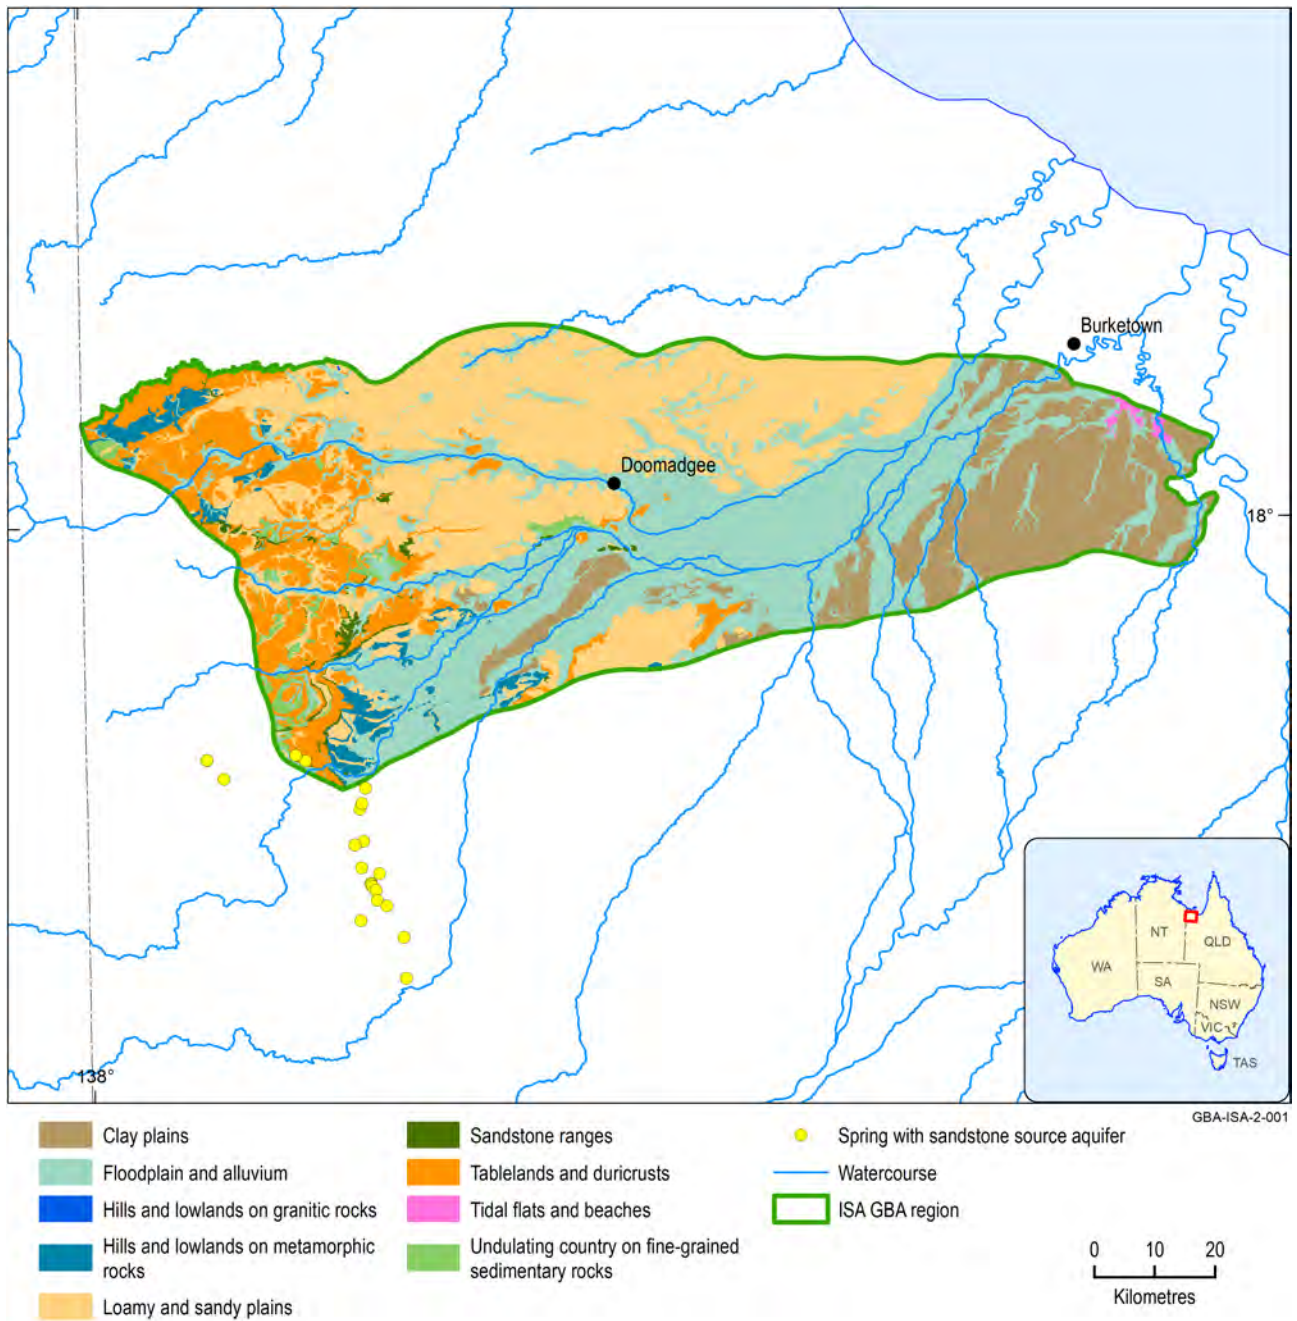 Burketown
Doomadgee
18°
138°
NT
QLD
WA
SA
NSW
VIC
TAS
GBA-ISA-2-001
Clay plains
Floodplain and alluvium
Hills and lowlands on granitic rocks
Hills and lowlands on metamorphic
rocks
Loamy and sandy plains
Sandstone ranges
Tablelands and duricrusts
Tidal flats and beaches
Undulating country on fine-grained
sedimentary rocks
Spring with sandstone source aquifer
Watercourse
ISA GBA region
0 10 20
Kilometres